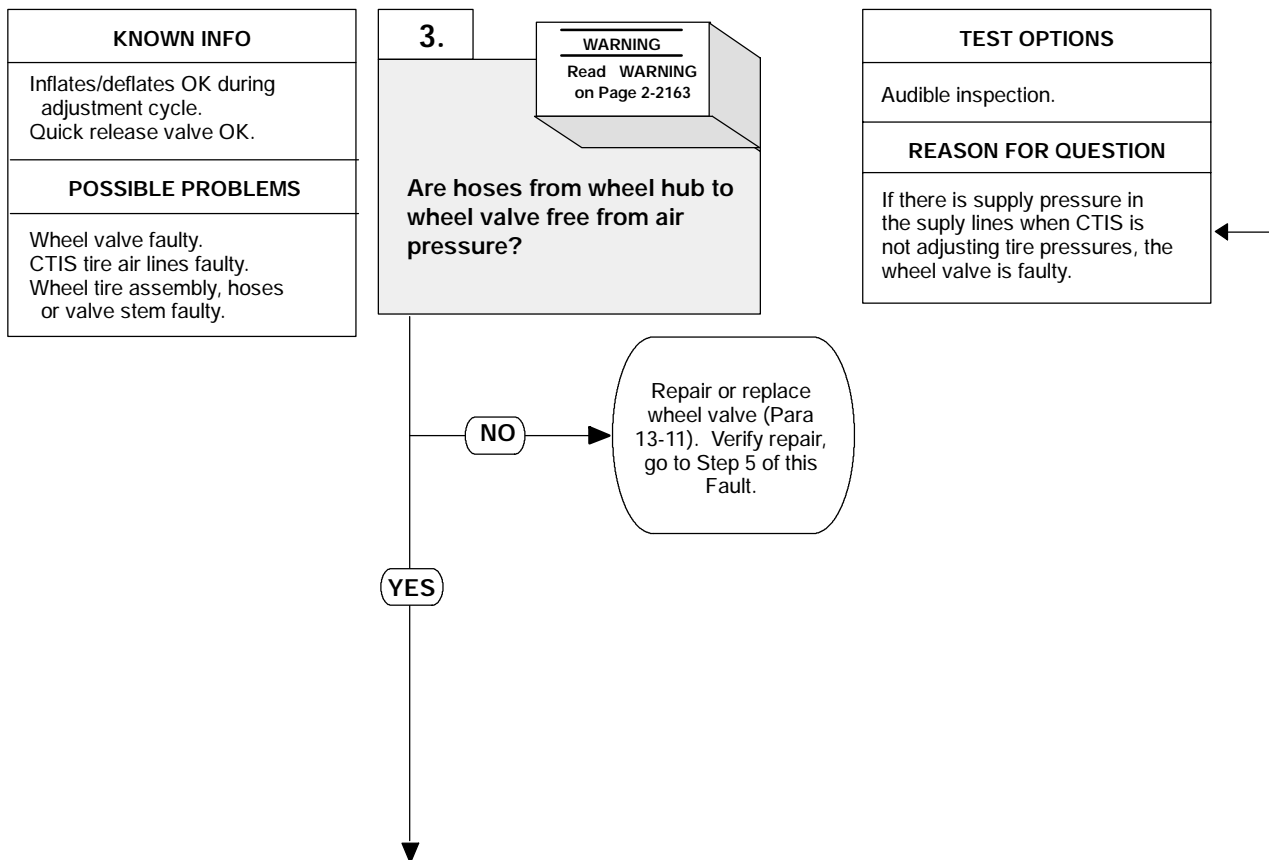 KNOWN INFO
Inflates/deflates OK during
adjustment cycle.
Quick release valve OK.
POSSIBLE PROBLEMS
Wheel valve faulty.
CTIS tire air lines faulty.
Wheel tire assembly, hoses
or valve stem faulty.
3.
WARNING
Read WARNING
on Page 2-2163
Are hoses from wheel hub to
wheel valve free from air
pressure?
TEST OPTIONS
Audible inspection.
REASON FOR QUESTION
If there is supply pressure in
the suply lines when CTIS is
not adjusting tire pressures, the
wheel valve is faulty.
NO
Repair or replace
wheel valve (Para
13-11). Verify repair,
go to Step 5 of this
Fault.
YES